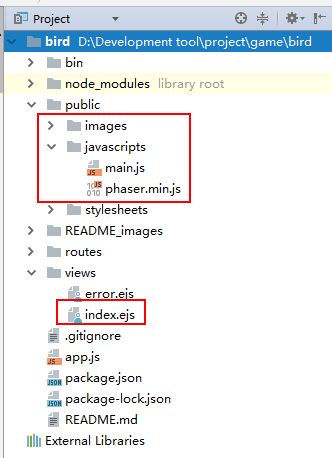 Project
bird D:\Development tool\project\game\bird
bin
node_modules library root
public
images
javascripts
main.js
phaser.min.js
stylesheets
README_images
routes
views
error.ejs
index.ejs
.gitignore
app.js
package.json
package-lock.json
README.md
External Libraries